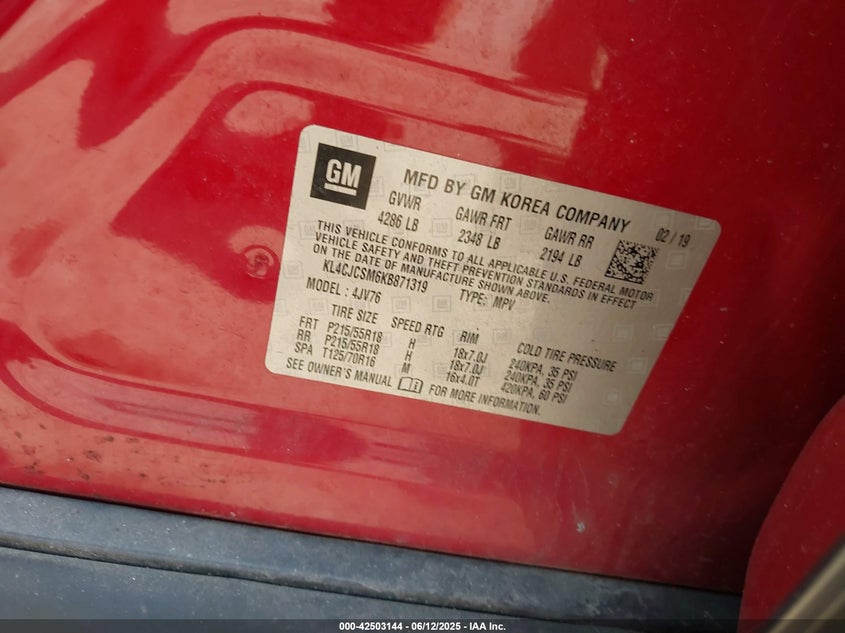 GM
MFD BY GM KOREA COMPANY 02/19
GVWR GAWR FRT GAWR RR
4286 LB 2348 LB 2194 LB
THIS VEHICLE CONFORMS TO ALL APPLICABLE U.S. FEDERAL MOTOR
VEHICLE SAFETY AND THEFT PREVENTION STANDARDS IN EFFECT
ON THE DATE OF MANUFACTURE SHOWN ABOVE.
KL4CJCSM6KB871319 TYPE: MPV
MODEL: 4JV76
TIRE SIZE SPEED RTG RIM COLD TIRE PRESSURE
FRT P215/55R18 H 18x7.0J 240KPA, 35 PSI
RR P215/55R18 H 18x7.0J 240KPA, 35 PSI
SPA T125/70R16 M 16x4.0T 420KPA, 60 PSI
SEE OWNER'S MANUAL FOR MORE INFORMATION.
000-42503144 - 06/12/2025 - IAA Inc.